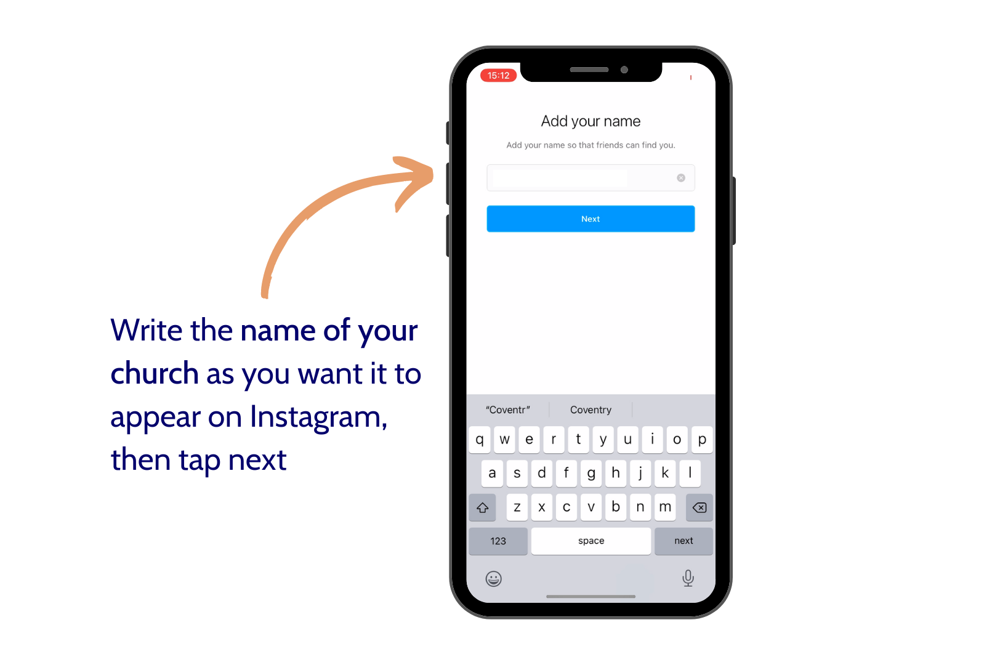 15:12
Add your name
Add your name so that friends can find you.
Next
Write the name of your
church as you want it to
appear on Instagram,
then tap next
“Coventr” Coventry
q w e r t y u i o p
a s d f g h j k l
z x c v b n m
123 space next